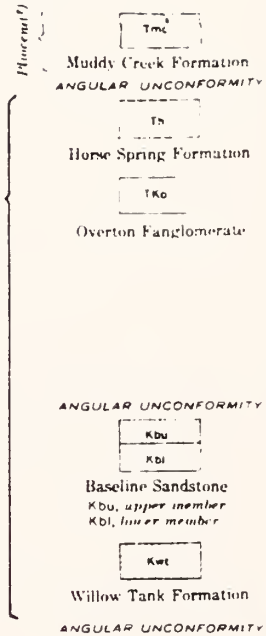 Pliocene(?)
Tmc
Muddy Creek Formation
ANGULAR UNCONFORMITY
Th
Horse Spring Formation
TKo
Overton Fanglomerate
ANGULAR UNCONFORMITY
Kbu
Kbl
Baseline Sandstone
Kbu, upper member
Kbl, lower member
Kwt
Willow Tank Formation
ANGULAR UNCONFORMITY